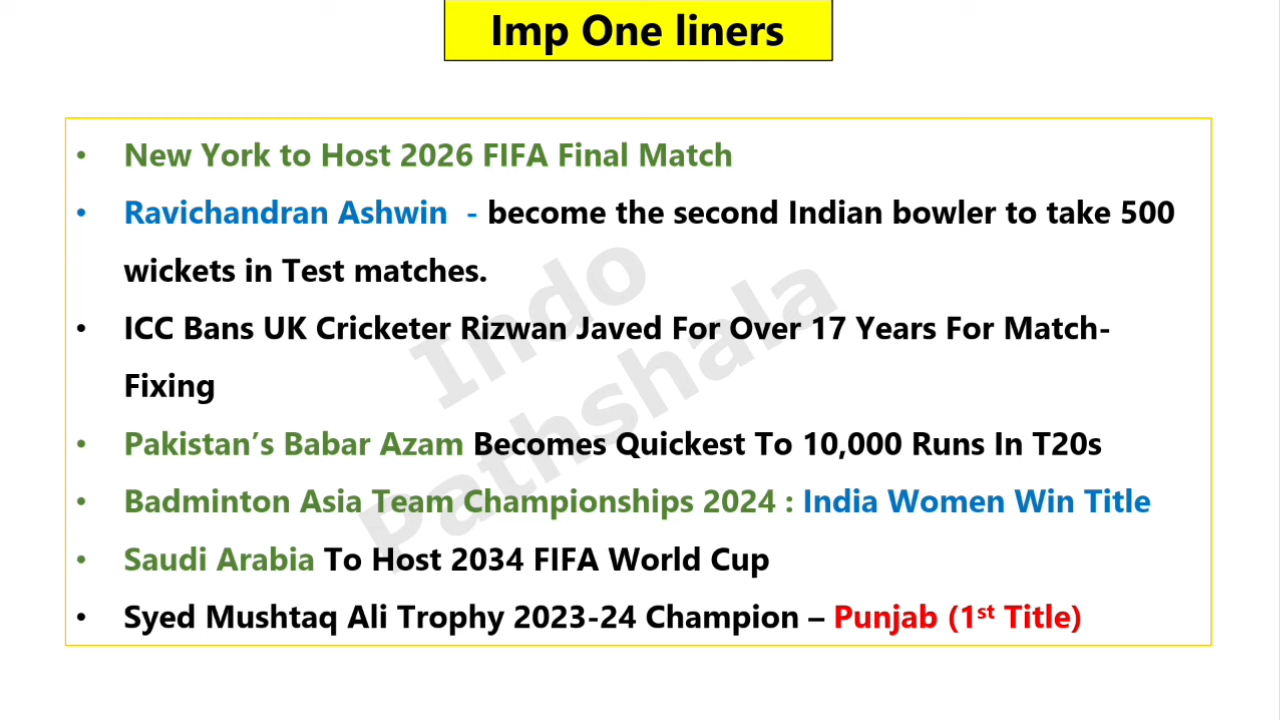 Imp One liners
• New York to Host 2026 FIFA Final Match
• Ravichandran Ashwin - become the second Indian bowler to take 500
wickets in Test matches.
• ICC Bans UK Cricketer Rizwan Javed For Over 17 Years For Match-
Fixing
• Pakistan’s Babar Azam Becomes Quickest To 10,000 Runs In T20s
• Badminton Asia Team Championships 2024 : India Women Win Title
• Saudi Arabia To Host 2034 FIFA World Cup
• Syed Mushtaq Ali Trophy 2023-24 Champion – Punjab (1st Title)
Indo
Pathshala